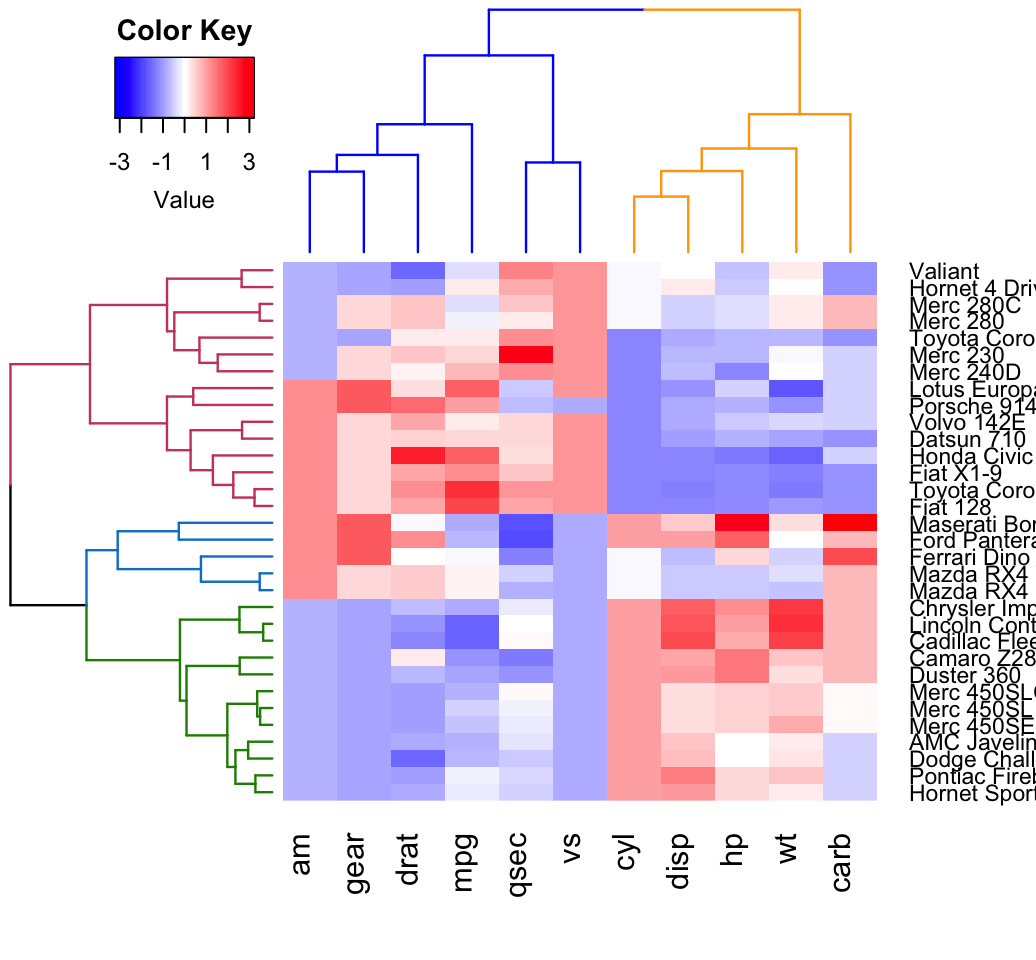 Color Key
-3 -1 1 3
Value
Valiant
Hornet 4 Driv
Merc 280C
Merc 280
Toyota Coro
Merc 230
Merc 240D
Lotus Europa
Porsche 914
Volvo 142E
Datsun 710
Honda Civic
Fiat X1-9
Toyota Coro
Fiat 128
Maserati Bor
Ford Pantera
Ferrari Dino
Mazda RX4
Mazda RX4
Chrysler Imp
Lincoln Cont
Cadillac Flee
Camaro Z28
Duster 360
Merc 450SLC
Merc 450SL
Merc 450SE
AMC Javelin
Dodge Chall
Pontiac Fireb
Hornet Sport
am gear drat mpg qsec vs cyl disp hp wt carb